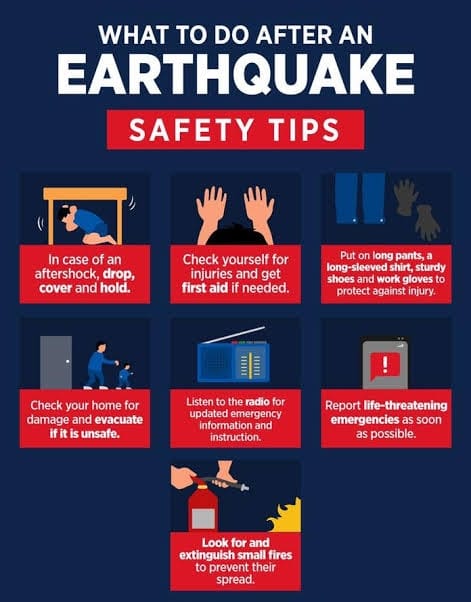 WHAT TO DO AFTER AN
EARTHQUAKE
SAFETY TIPS
In case of an
aftershock, drop,
cover and hold.
Check yourself for
injuries and get
first aid if needed.
Put on long pants, a
long-sleeved shirt, sturdy
shoes and work gloves to
protect against injury.
Check your home for
damage and evacuate
if it is unsafe.
Listen to the radio for
updated emergency
information and
instruction.
!
Report life-threatening
emergencies as soon
as possible.
Look for and
extinguish small fires
to prevent their
spread.